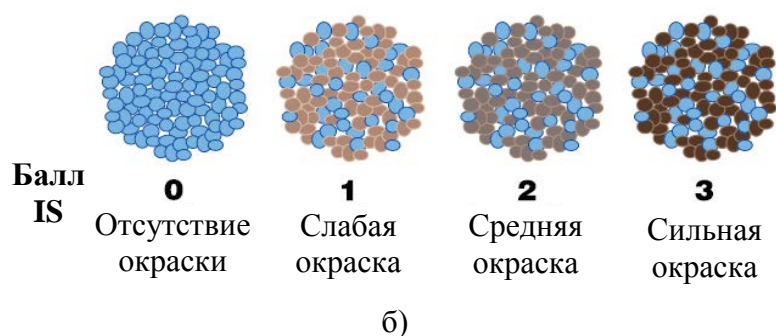 Балл IS
0 1 2 3
Отсутствие окраски Слабая окраска Средняя окраска Сильная окраска
б)